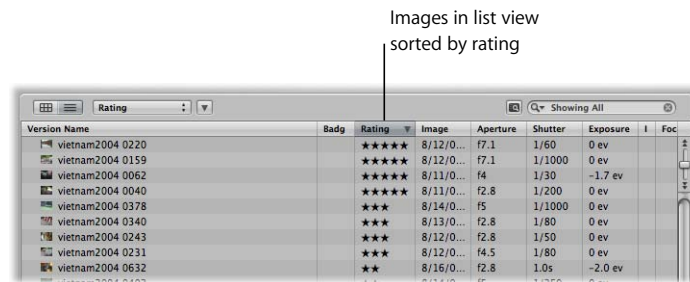 Images in list view
sorted by rating
Rating Showing All
Version Name Badg Rating Image Aperture Shutter Exposure I Foc
vietnam2004 0220 ★★★★★ 8/12/0... f7.1 1/60 0 ev
vietnam2004 0159 ★★★★★ 8/12/0... f7.1 1/1000 0 ev
vietnam2004 0062 ★★★★★ 8/11/0... f4 1/30 -1.7 ev
vietnam2004 0040 ★★★★★ 8/11/0... f2.8 1/200 0 ev
vietnam2004 0378 ★★★ 8/14/0... f5 1/1000 0 ev
vietnam2004 0340 ★★★ 8/13/0... f2.8 1/80 0 ev
vietnam2004 0243 ★★★ 8/12/0... f2.8 1/50 0 ev
vietnam2004 0231 ★★★ 8/12/0... f4.5 1/80 0 ev
vietnam2004 0632 ★★ 8/16/0... f2.8 1.0s -2.0 ev